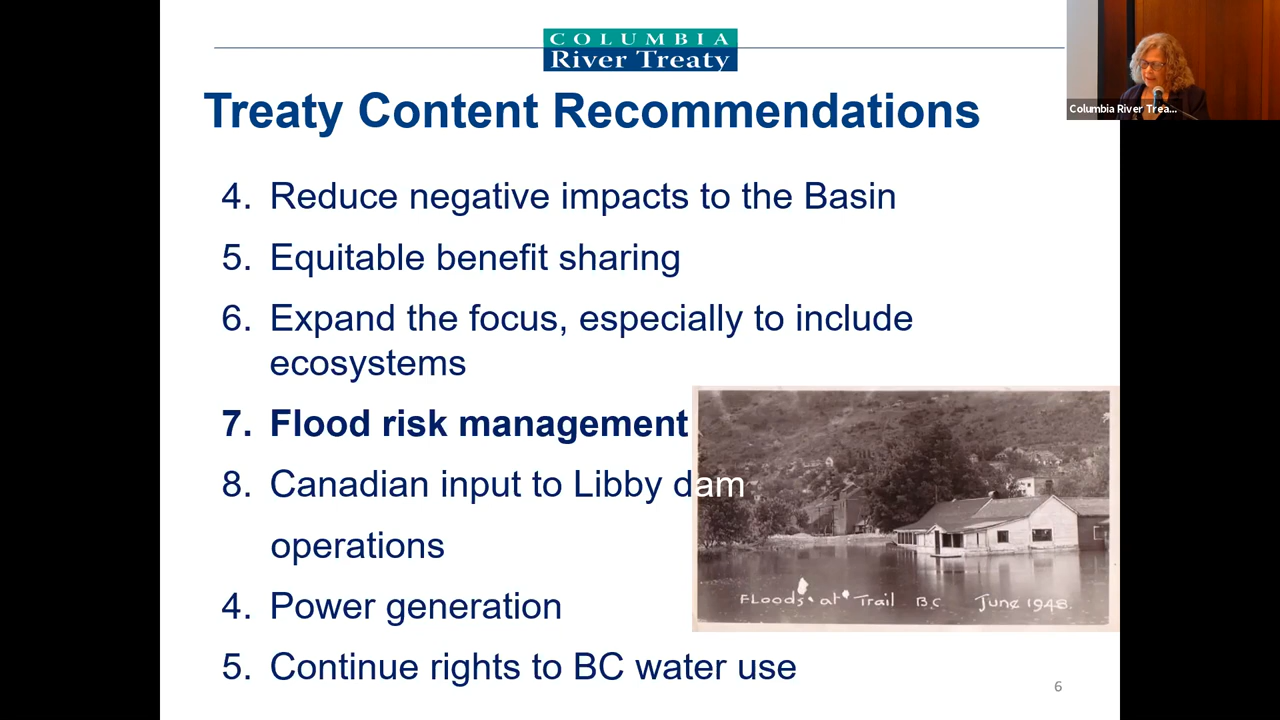 COLUMBIA
River Treaty
Columbia River Trea...
Treaty Content Recommendations
4. Reduce negative impacts to the Basin
5. Equitable benefit sharing
6. Expand the focus, especially to include
ecosystems
7. Flood risk management
8. Canadian input to Libby dam
operations
4. Power generation
5. Continue rights to BC water use
Floods at Trail B.C June 1948.
6